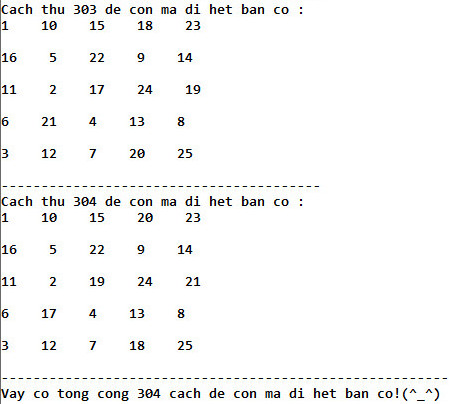 Cach thu 303 de con ma di het ban co :
1 10 15 18 23
16 5 22 9 14
11 2 17 24 19
6 21 4 13 8
3 12 7 20 25
----------------------------------------
Cach thu 304 de con ma di het ban co :
1 10 15 20 23
16 5 22 9 14
11 2 19 24 21
6 17 4 13 8
3 12 7 18 25
--------------------------------------------------------
Vay co tong cong 304 cach de con ma di het ban co!(^_^)